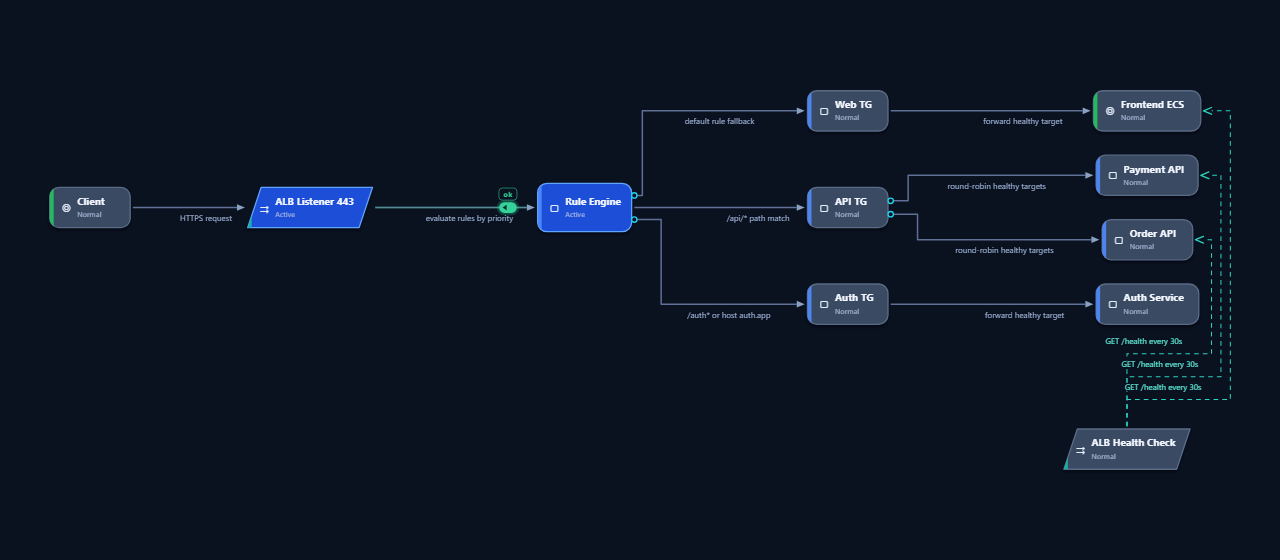 Client
Normal
HTTPS request
ALB Listener 443
Active
ok
evaluate rules by priority
Rule Engine
Active
default rule fallback
/api/* path match
/auth* or host auth.app
Web TG
Normal
API TG
Normal
Auth TG
Normal
forward healthy target
round-robin healthy targets
round-robin healthy targets
forward healthy target
Frontend ECS
Normal
Payment API
Normal
Order API
Normal
Auth Service
Normal
GET /health every 30s
GET /health every 30s
GET /health every 30s
ALB Health Check
Normal